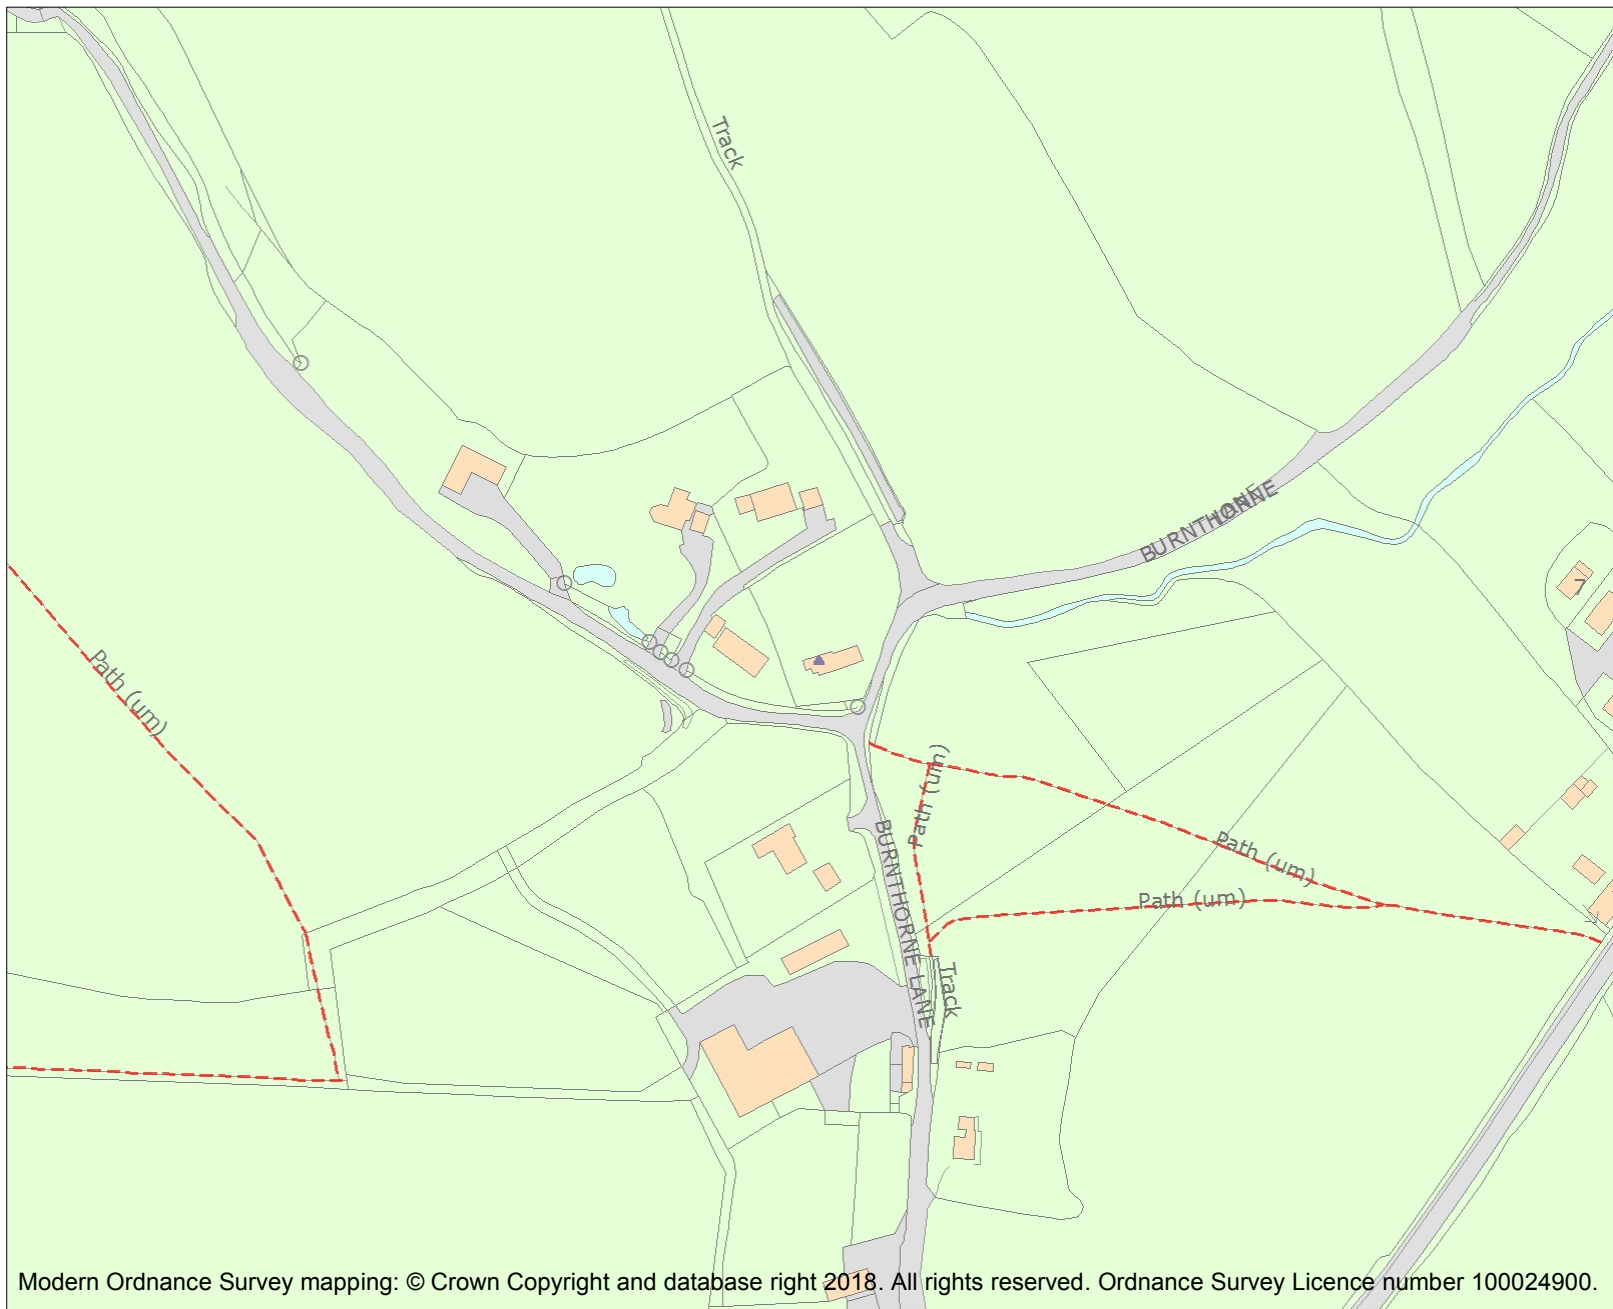 Track
BURNTHORNE
LANE
7
Path (um)
Path (um)
BURNTHORNE LANE
Path (um)
Path (um)
Track
Modern Ordnance Survey mapping: © Crown Copyright and database right 2018. All rights reserved. Ordnance Survey Licence number 100024900.